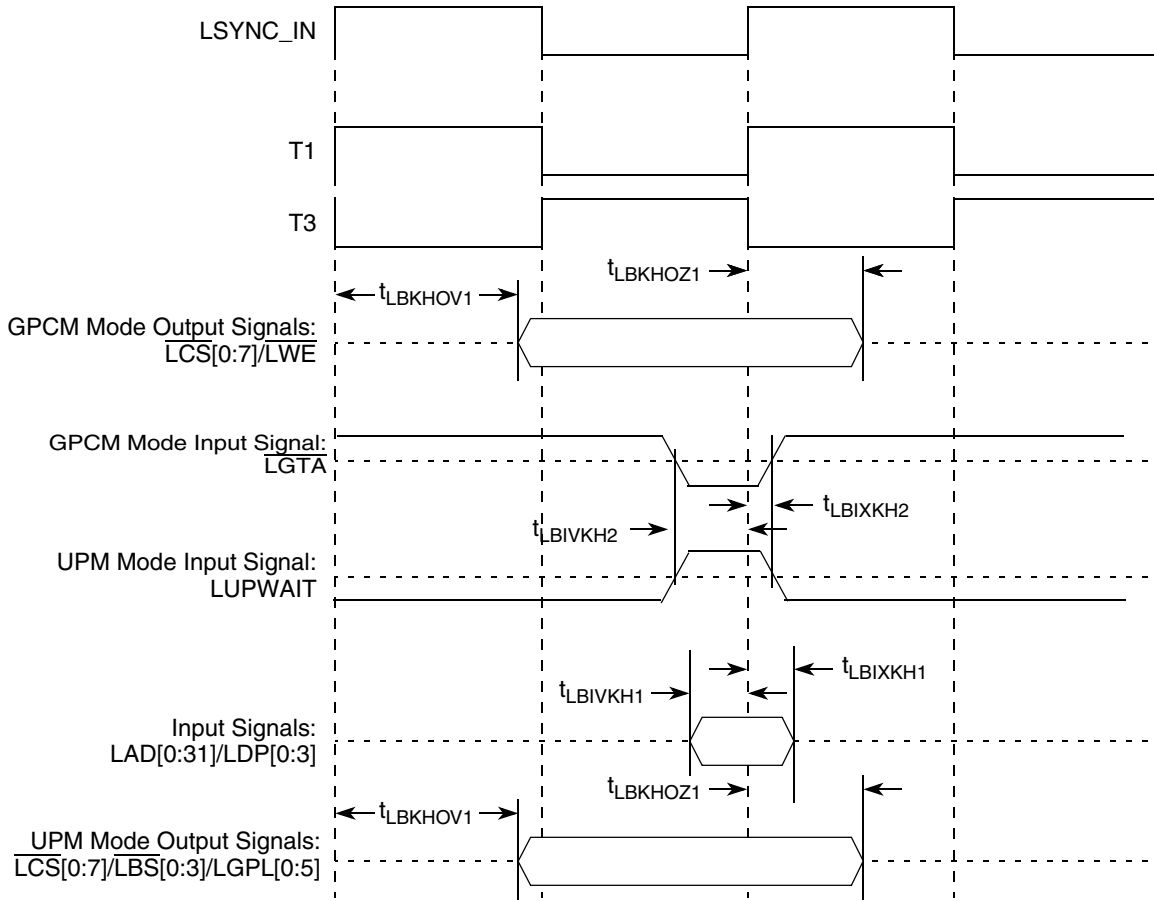 LSYNC_IN
T1
T3
tLBKHOZ1
tLBKHOV1
GPCM Mode Output Signals:
LCS[0:7]/LWE
GPCM Mode Input Signal:
LGTA
tLBIXKH2
tLBIVKH2
UPM Mode Input Signal:
LUPWAIT
tLBIXKH1
tLBIVKH1
Input Signals:
LAD[0:31]/LDP[0:3]
tLBKHOZ1
tLBKHOV1
UPM Mode Output Signals:
LCS[0:7]/LBS[0:3]/LGPL[0:5]